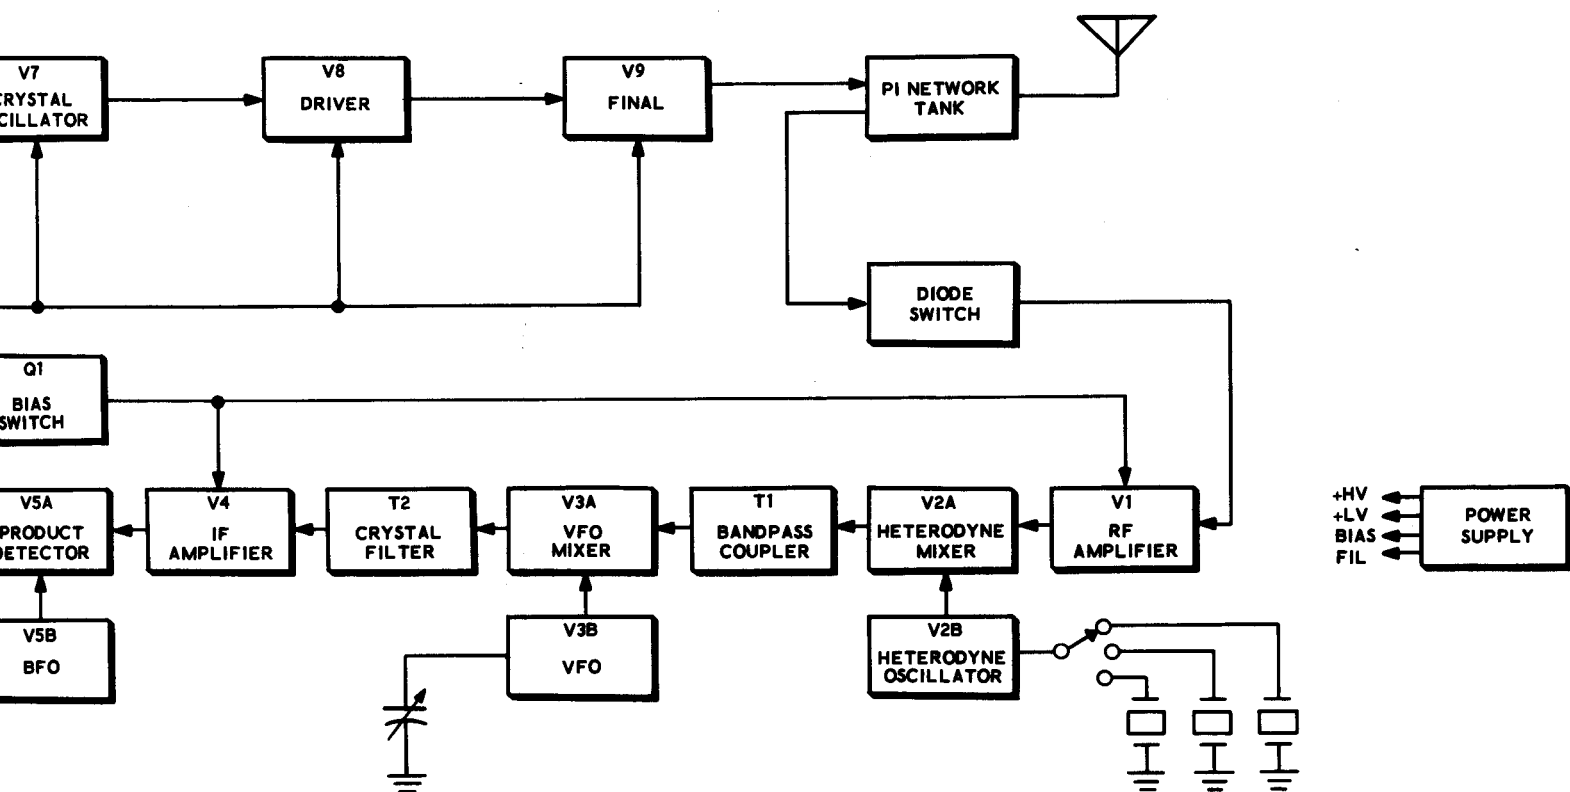 V7
CRYSTAL
CILLATOR
V8
DRIVER
V9
FINAL
PI NETWORK
TANK
DIODE
SWITCH
Q1
BIAS
SWITCH
V5A
PRODUCT
DETECTOR
V4
IF
AMPLIFIER
T2
CRYSTAL
FILTER
V3A
VFO
MIXER
T1
BANDPASS
COUPLER
V2A
HETERODYNE
MIXER
V1
RF
AMPLIFIER
+HV
+LV
BIAS
FIL
POWER
SUPPLY
V5B
BFO
V3B
VFO
V2B
HETERODYNE
OSCILLATOR